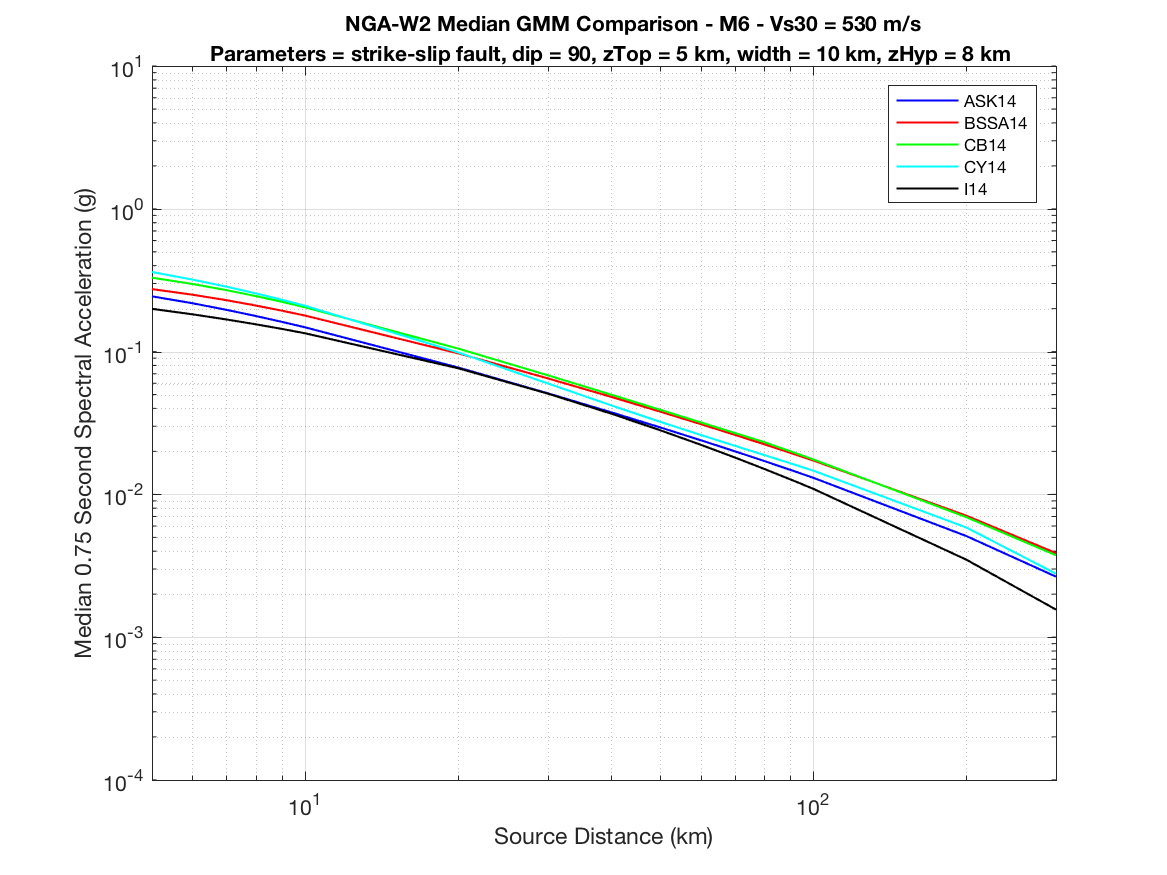 NGA-W2 Median GMM Comparison - M6 - Vs30 = 530 m/s
Parameters = strike-slip fault, dip = 90, zTop = 5 km, width = 10 km, zHyp = 8 km
10^1
ASK14
BSSA14
CB14
CY14
I14
10^0
10^-1
10^-2
10^-3
10^-4
Median 0.75 Second Spectral Acceleration (g)
10^1
10^2
Source Distance (km)